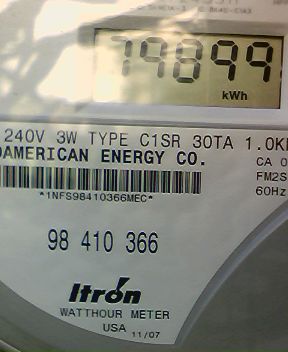 79899
kWh
240V 3W TYPE C1SR 30TA 1.0K
OAMERICAN ENERGY CO.
CA 0
FM2S
60Hz
*1NFS98410366MEC*
98 410 366
Itron
WATTHOUR METER
USA 11/07